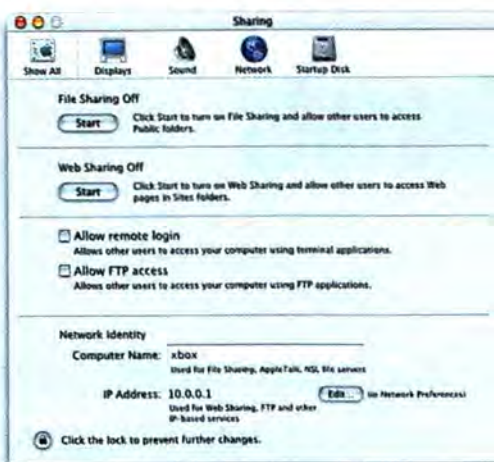 Sharing
Show All Displays Sound Network Startup Disk
File Sharing Off
Start Click Start to turn on File Sharing and allow other users to access
Public folders.
Web Sharing Off
Start Click Start to turn on Web Sharing and allow other users to access Web
pages in Sites folders.
Allow remote login
Allows other users to access your computer using terminal applications.
Allow FTP access
Allows other users to access your computer using FTP applications.
Network Identity
Computer Name: xbox
Used for File Sharing, AppleTalk, NSL file servers
IP Address: 10.0.0.1 Edit... (in Network Preferences)
Used for Web Sharing, FTP and other
IP-based services
Click the lock to prevent further changes.